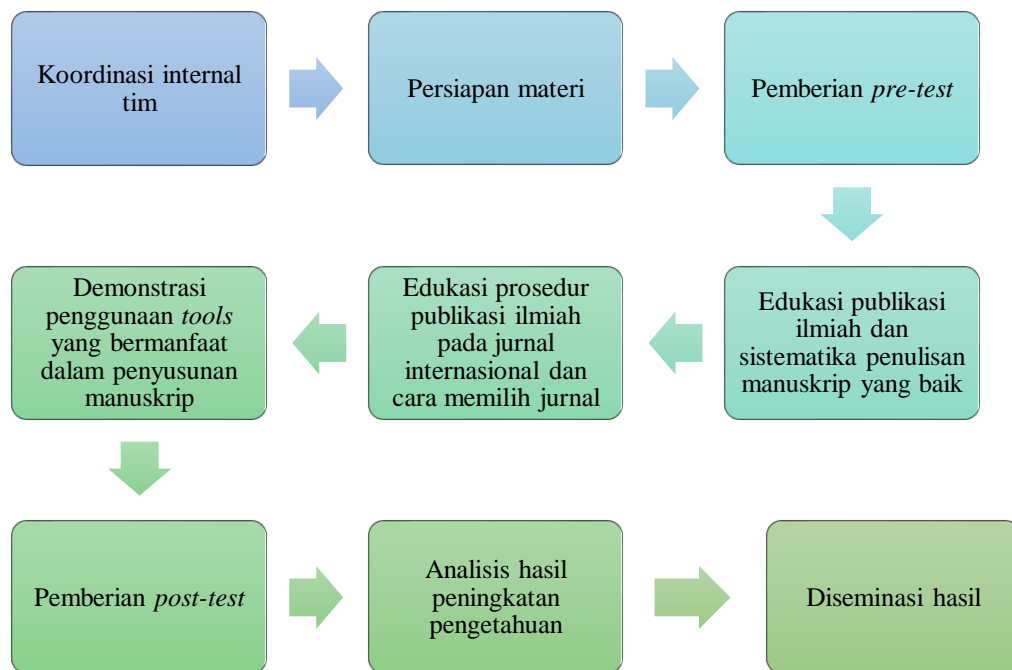 Koordinasi internal
tim
Persiapan materi
Pemberian pre-test
Edukasi publikasi
ilmiah dan
sistematika penulisan
manuskrip yang baik
Edukasi prosedur
publikasi ilmiah
pada jurnal
internasional dan
cara memilih jurnal
Demonstrasi
penggunaan tools
yang bermanfaat
dalam penyusunan
manuskrip
Pemberian post-test
Analisis hasil
peningkatan
pengetahuan
Diseminasi hasil